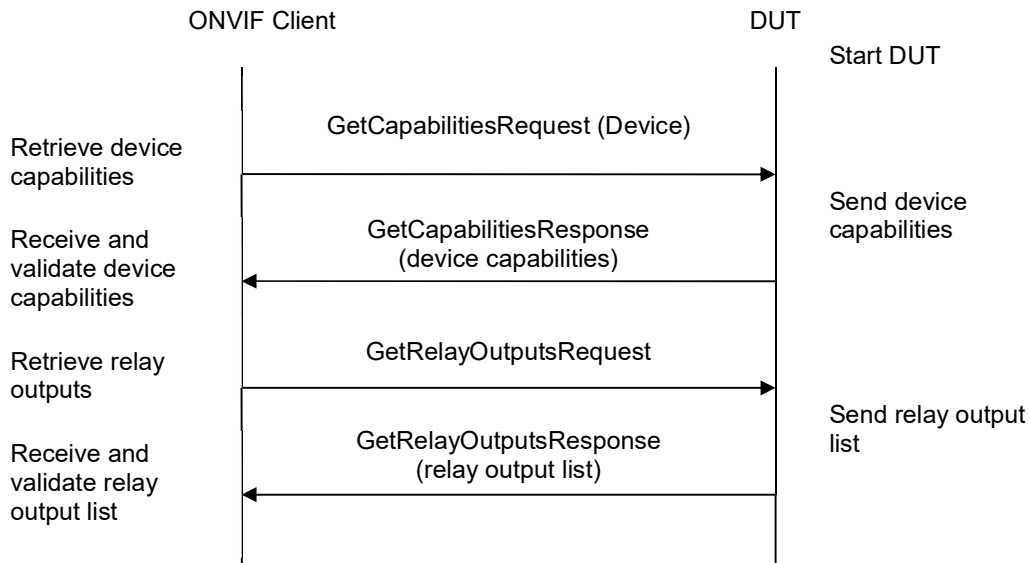 ONVIF Client
DUT
Start DUT
GetCapabilitiesRequest (Device)
Retrieve device
capabilities
Send device
capabilities
GetCapabilitiesResponse
(device capabilities)
Receive and
validate device
capabilities
GetRelayOutputsRequest
Retrieve relay
outputs
Send relay output
list
GetRelayOutputsResponse
(relay output list)
Receive and
validate relay
output list